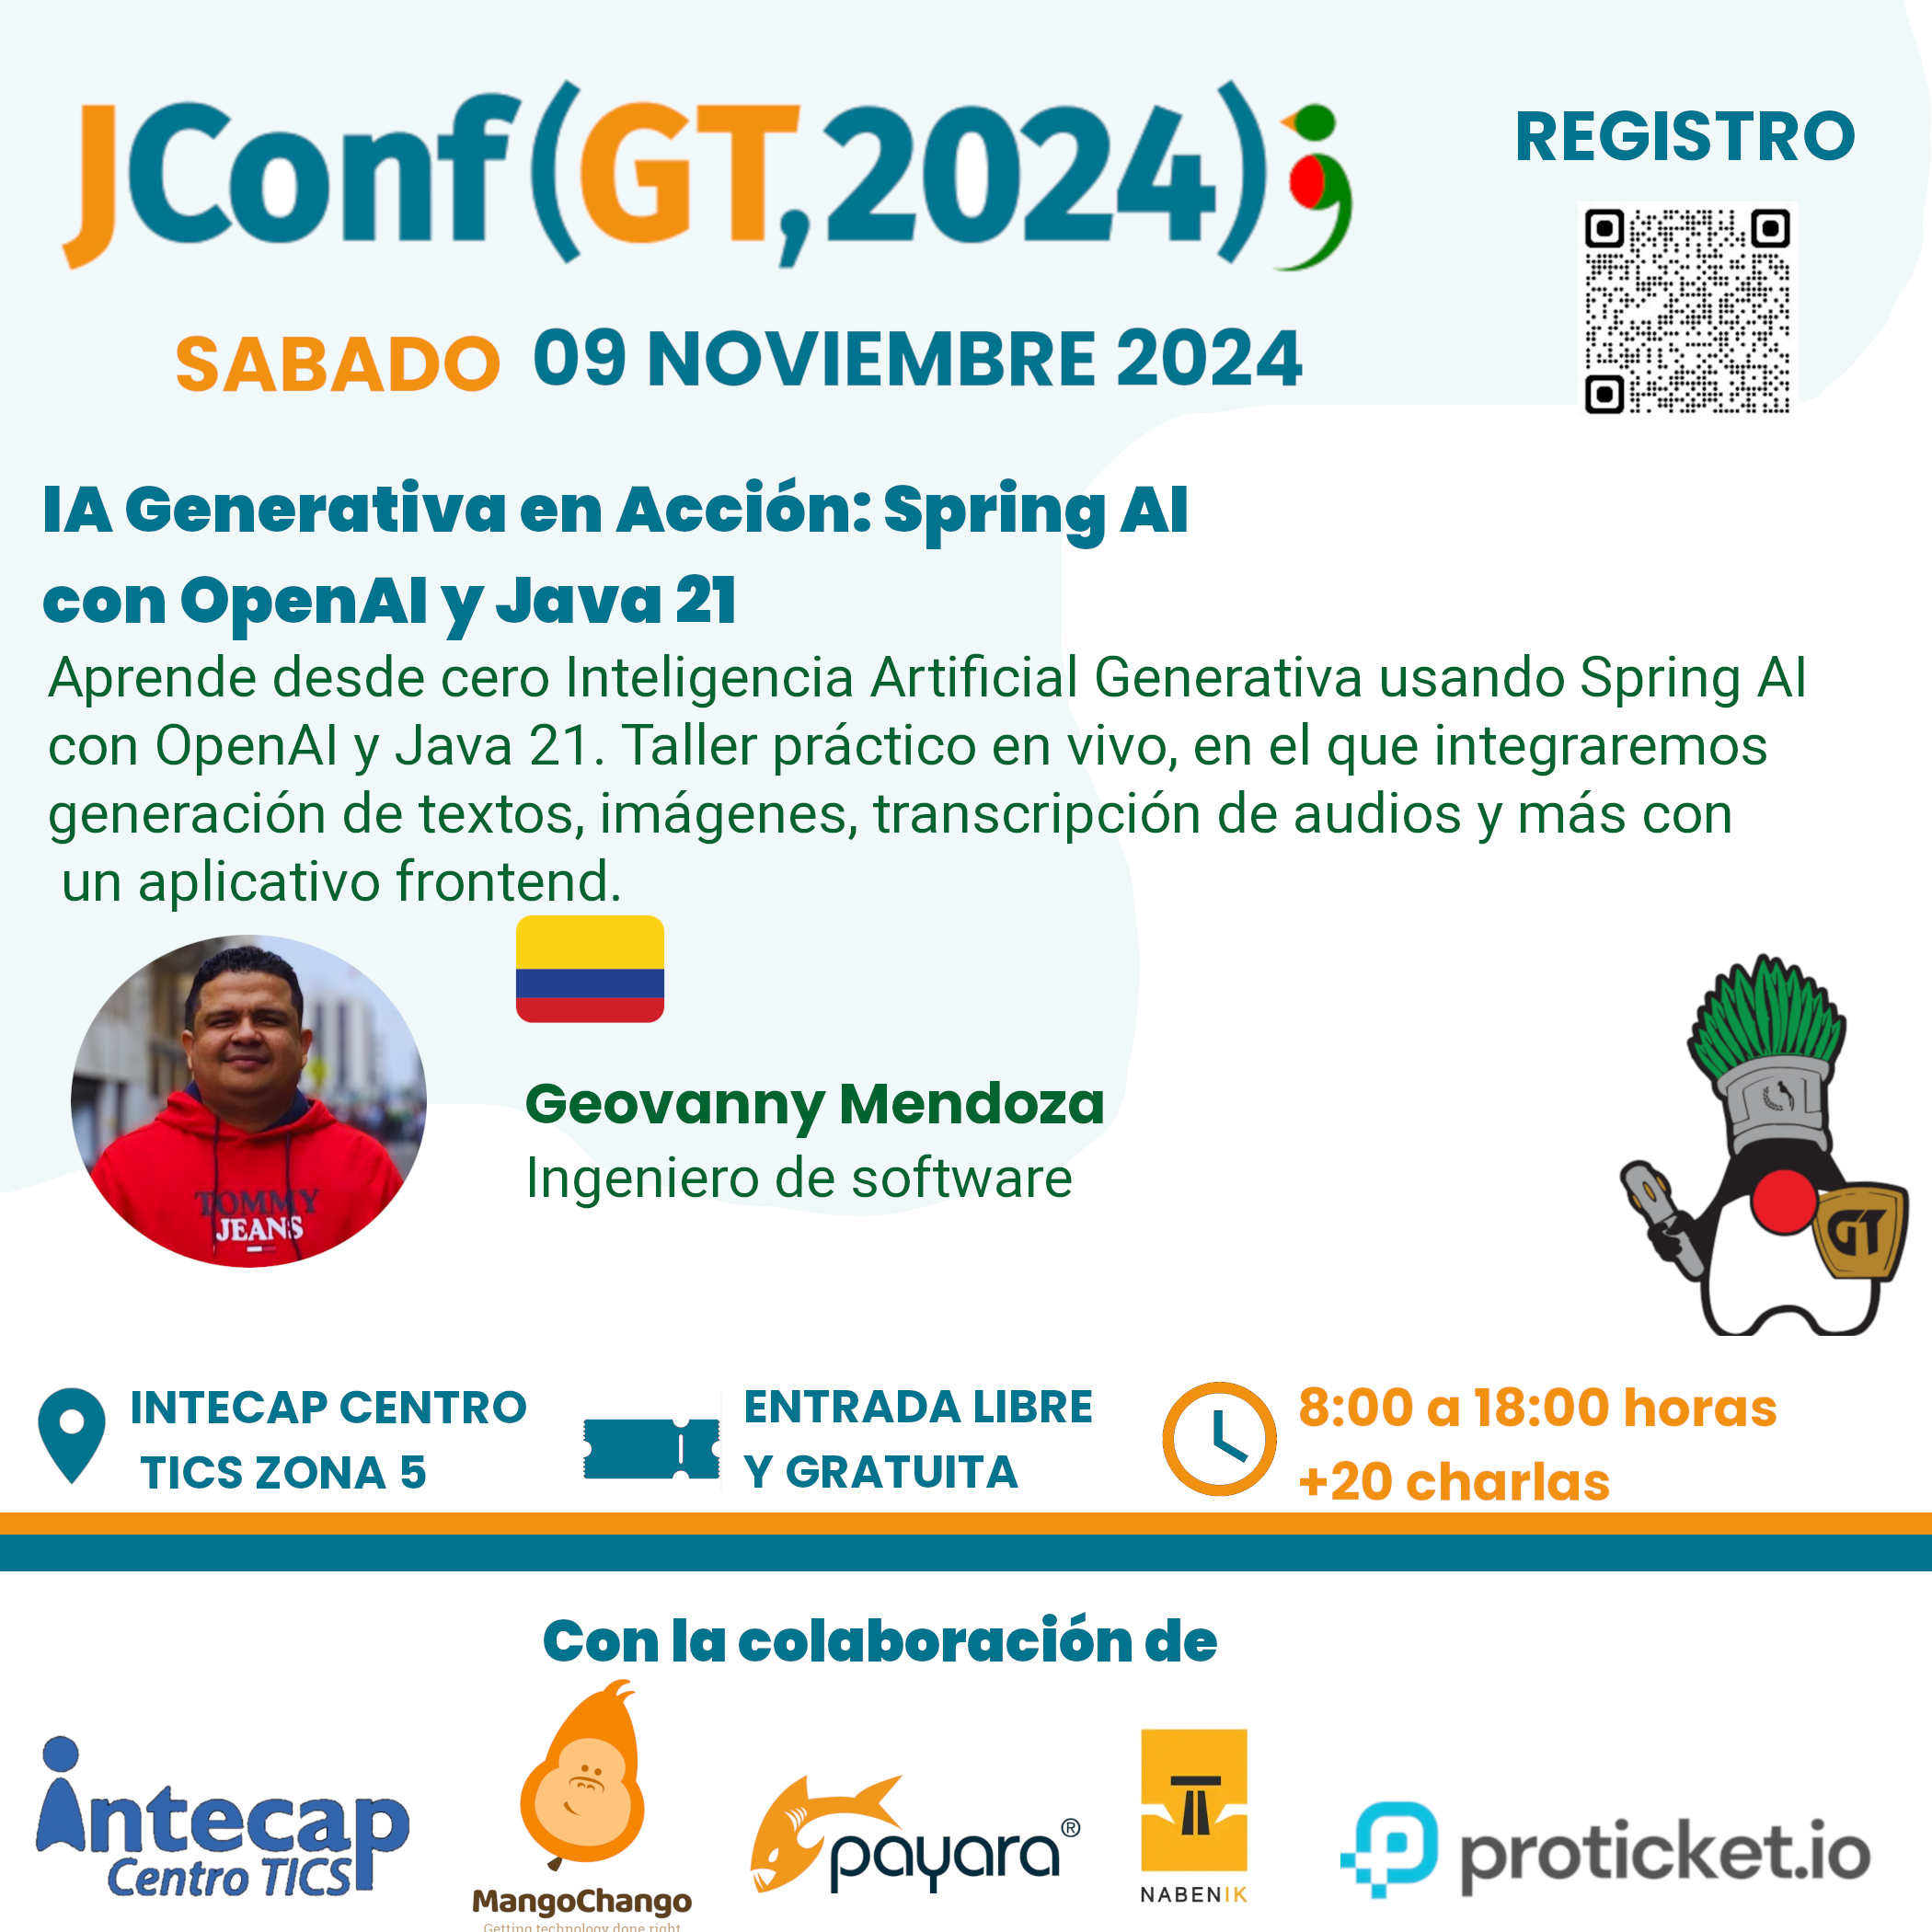 JConf(GT,2024);
REGISTRO
SABADO 09 NOVIEMBRE 2024
IA Generativa en Acción: Spring AI
con OpenAI y Java 21
Aprende desde cero Inteligencia Artificial Generativa usando Spring AI
con OpenAI y Java 21. Taller práctico en vivo, en el que integraremos
generación de textos, imágenes, transcripción de audios y más con
un aplicativo frontend.
TOMMY
JEANS
Geovanny Mendoza
Ingeniero de software
GT
INTECAP CENTRO
TICS ZONA 5
ENTRADA LIBRE
Y GRATUITA
8:00 a 18:00 horas
+20 charlas
Con la colaboración de
intecap
Centro TICS
MangoChango
Getting technology done right
payara®
NABENIK
proticket.io